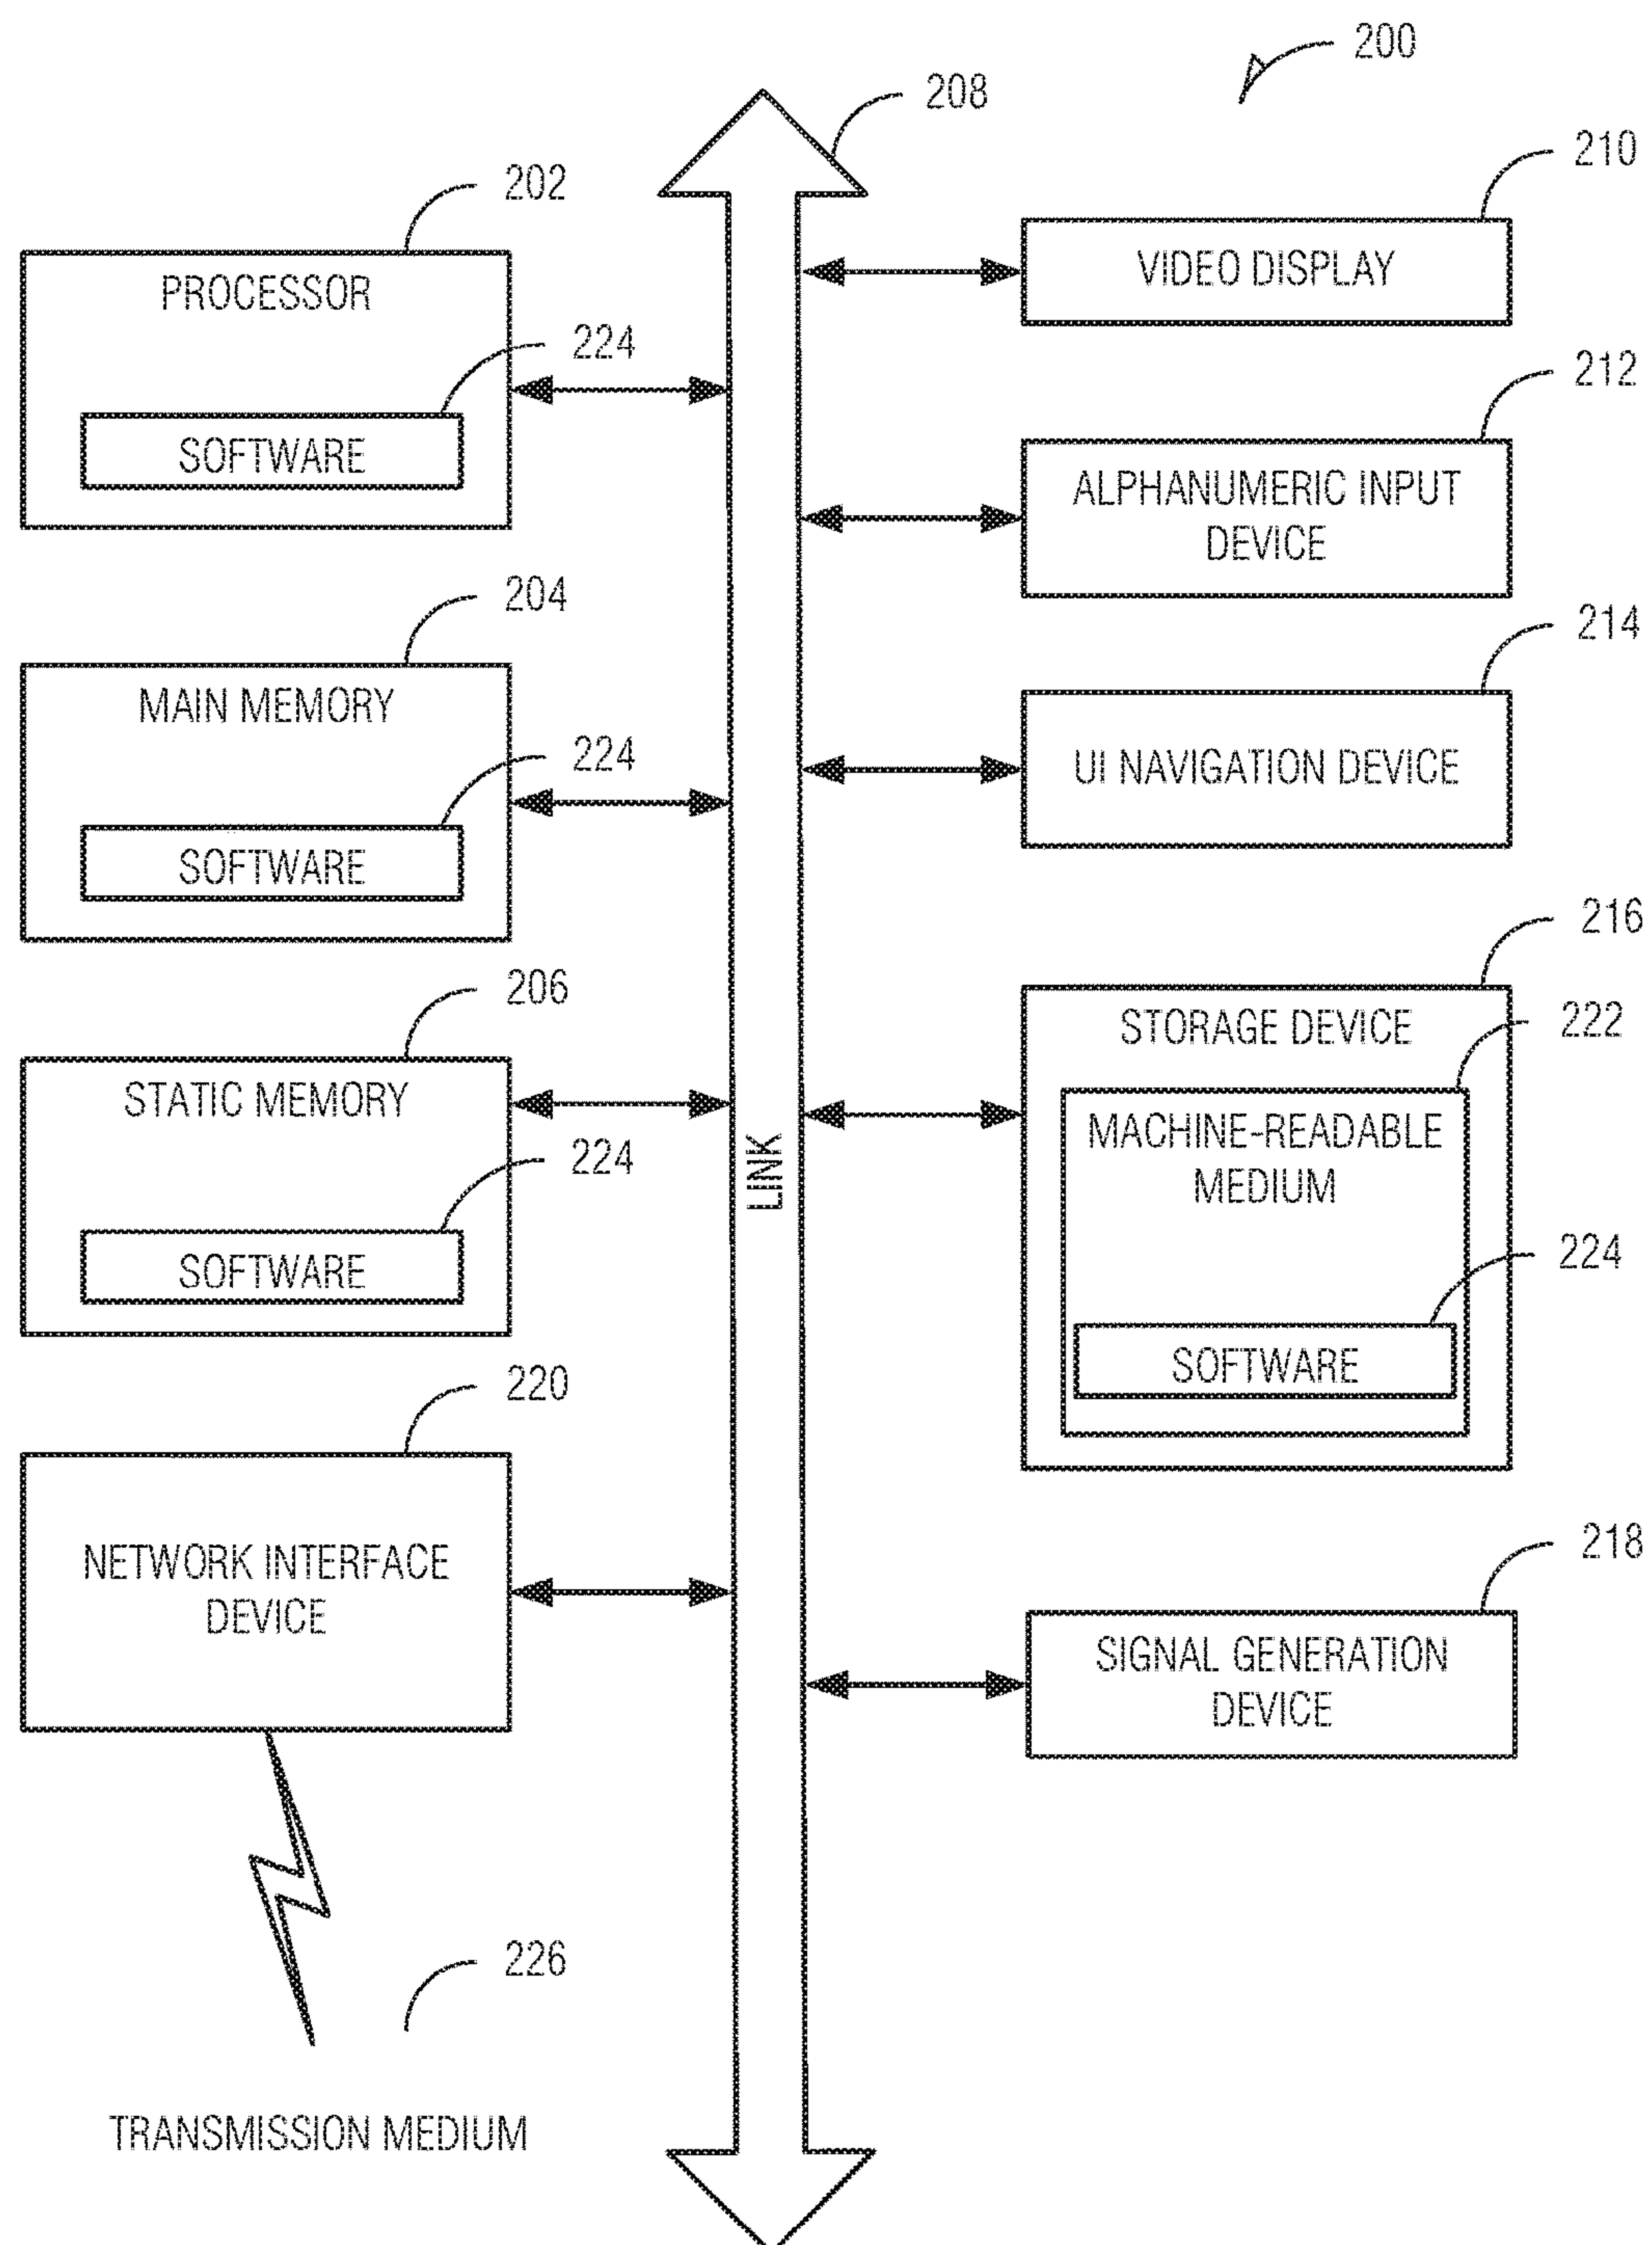 200
208
202
PROCESSOR
224
SOFTWARE
204
MAIN MEMORY
224
SOFTWARE
206
STATIC MEMORY
224
SOFTWARE
220
NETWORK INTERFACE
DEVICE
226
TRANSMISSION MEDIUM
LINK
210
VIDEO DISPLAY
212
ALPHANUMERIC INPUT
DEVICE
214
UI NAVIGATION DEVICE
216
STORAGE DEVICE
222
MACHINE-READABLE
MEDIUM
224
SOFTWARE
218
SIGNAL GENERATION
DEVICE